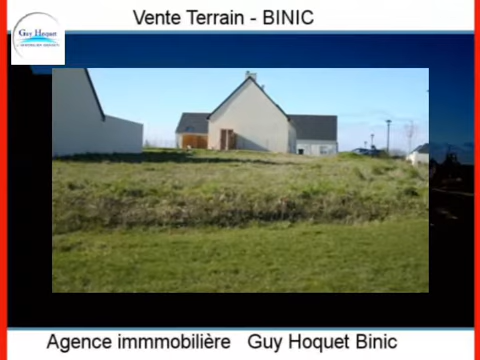 Vente Terrain - BINIC
Guy Hoquet
Agence immmobilière   Guy Hoquet Binic